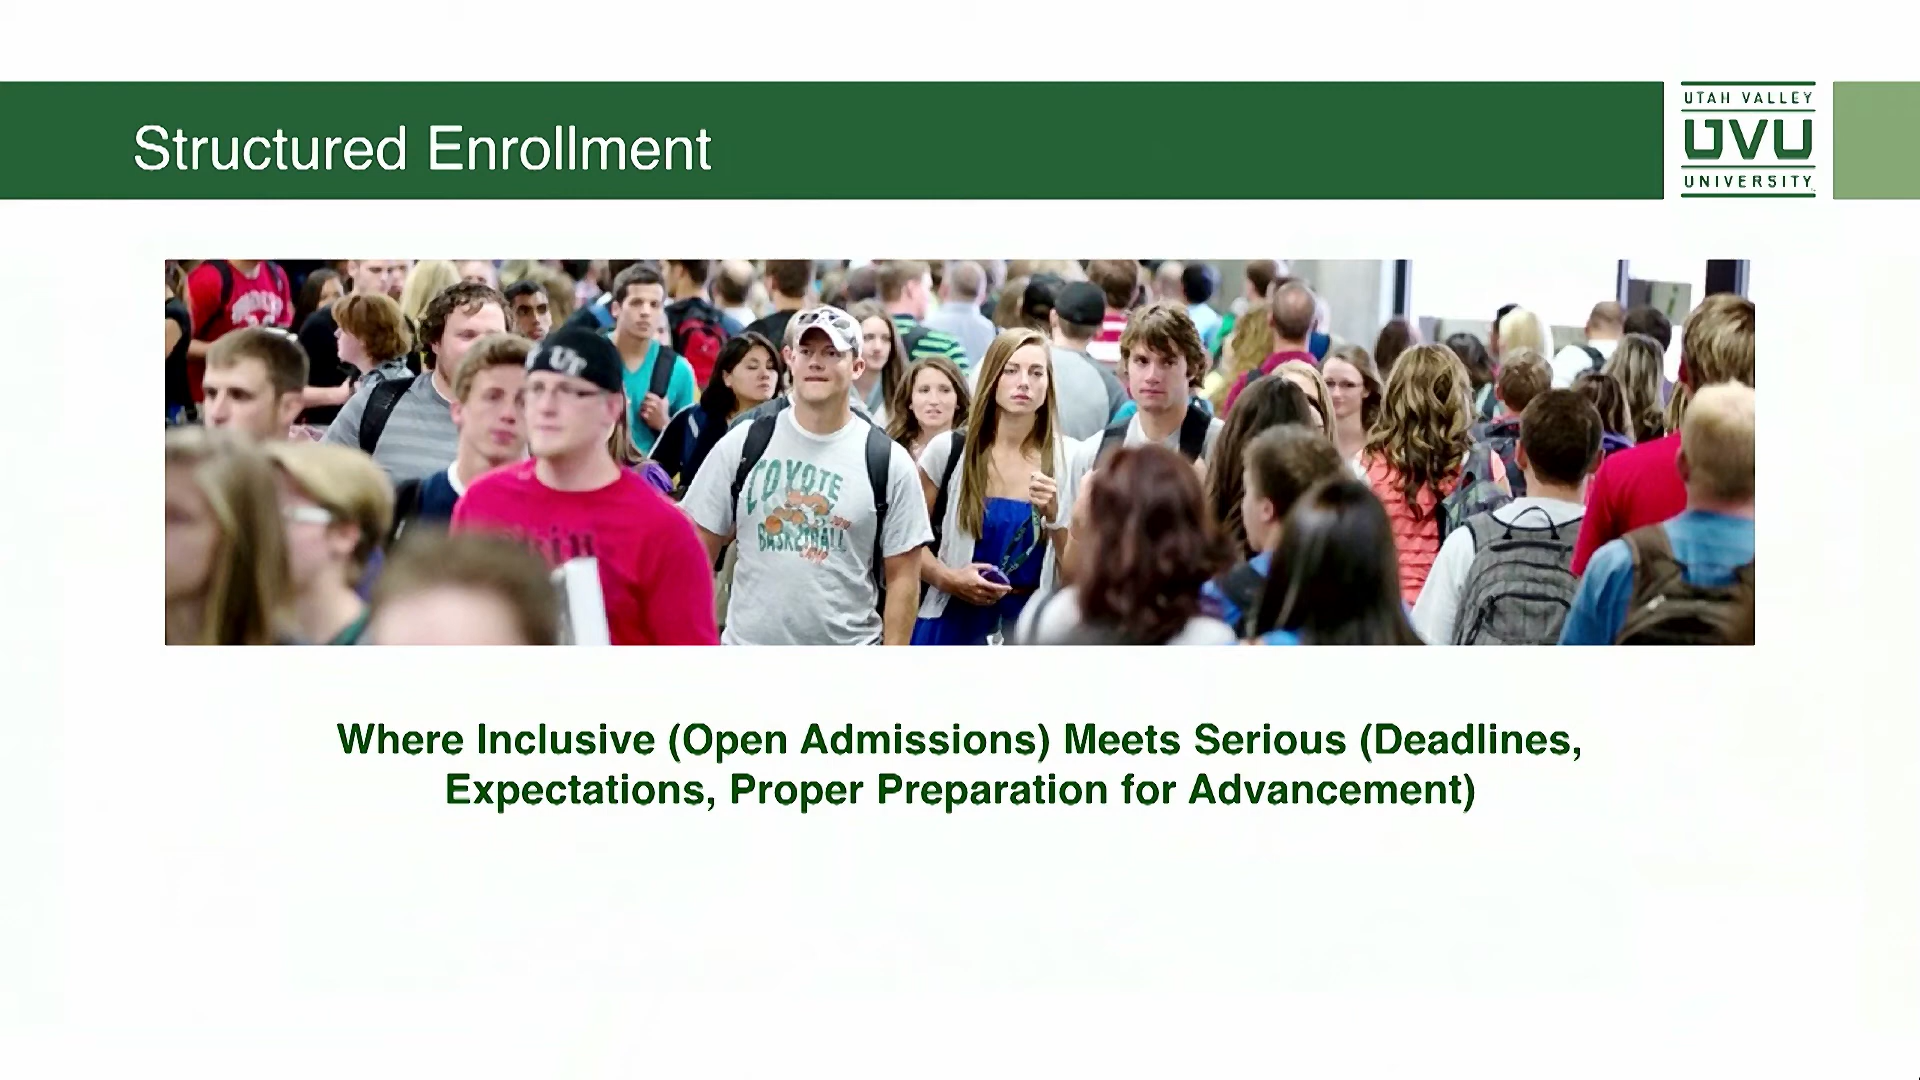 Structured Enrollment
UTAH VALLEY
UVU
UNIVERSITY
COYOTE
BASKETBALL
Where Inclusive (Open Admissions) Meets Serious (Deadlines,
Expectations, Proper Preparation for Advancement)